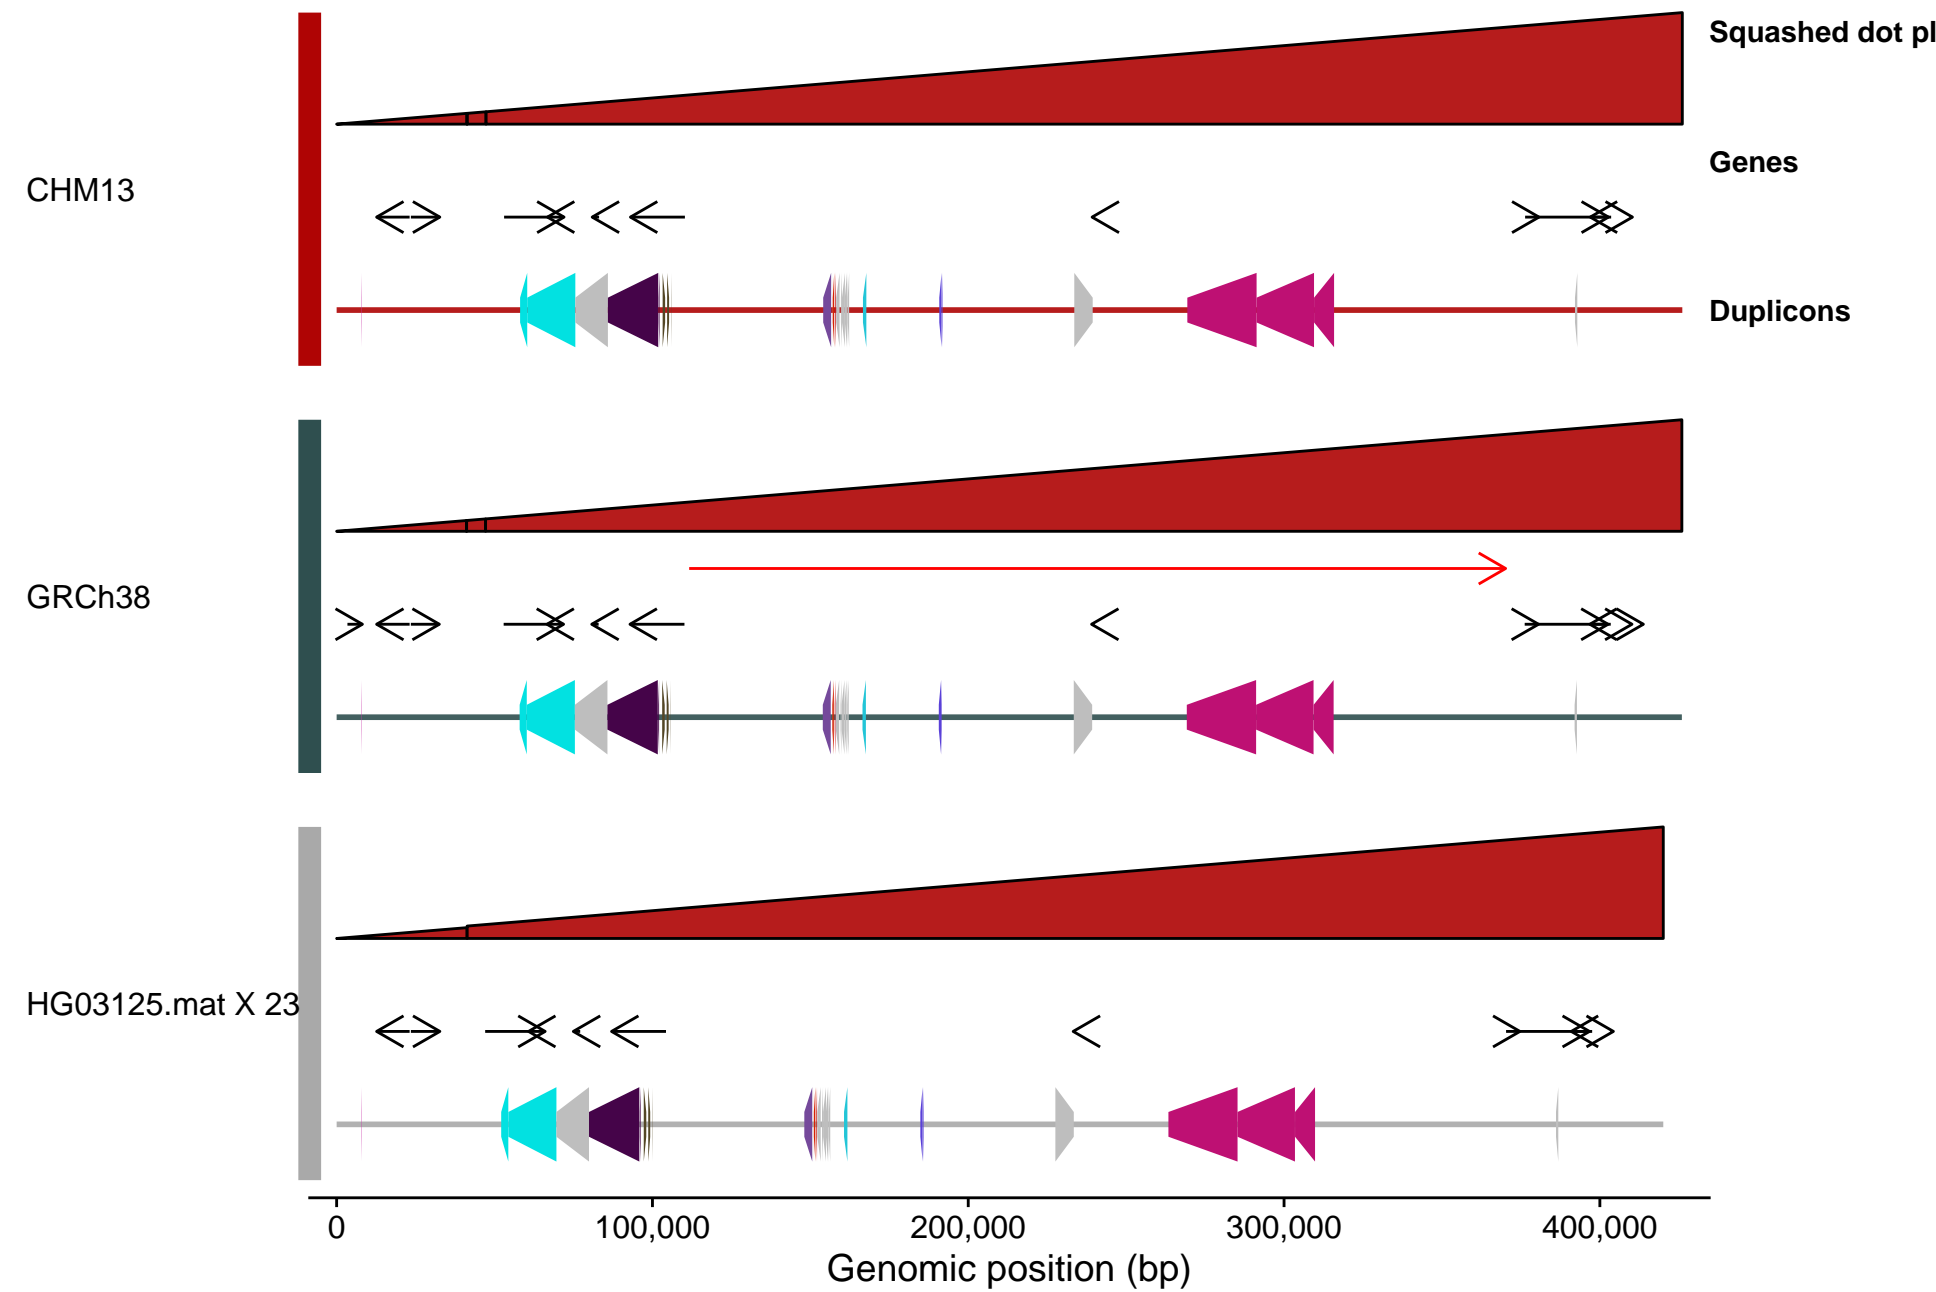 Squashed dot pl
Genes
CHM13
Duplicons
GRCh38
HG03125.mat X 23
0 100,000 200,000 300,000 400,000
Genomic position (bp)